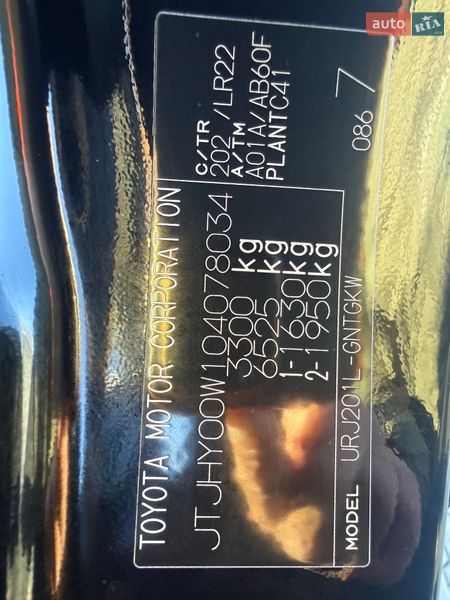 TOYOTA MOTOR CORPORATION
JTJHY00W104078034
3300 kg
6525 kg
1-1630kg
2-1950kg
C/TR
202 /LR22
A/TM
A01A/AB60F
PLANTC41
MODEL URJ201L-GNTGKW
086 7
auto RIA